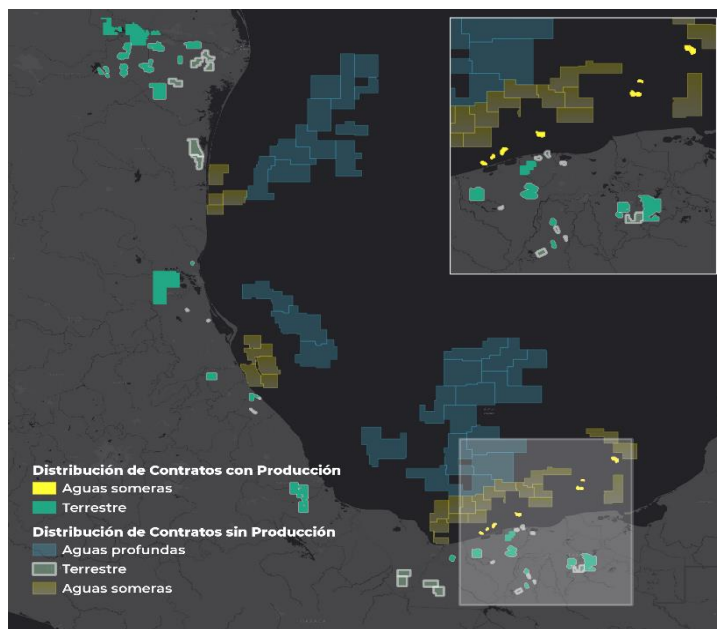 Distribución de Contratos con Producción
Aguas someras
Terrestre
Distribución de Contratos sin Producción
Aguas profundas
Terrestre
Aguas someras